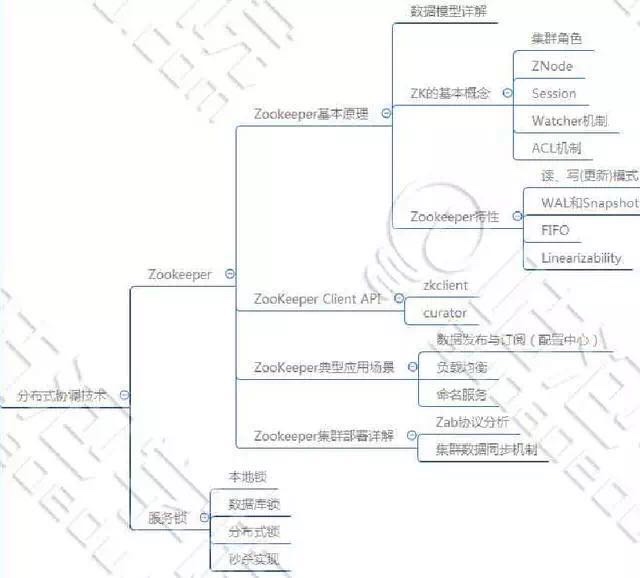 分布式协调技术
Zookeeper
Zookeeper基本原理
数据模型详解
ZK的基本概念
集群角色
ZNode
Session
Watcher机制
ACL机制
Zookeeper特性
读、写(更新)模式
WAL和Snapshot
FIFO
Linearizability
ZooKeeper Client API
zkclient
curator
ZooKeeper典型应用场景
数据发布与订阅(配置中心)
负载均衡
命名服务
Zookeeper集群部署详解
Zab协议分析
集群数据同步机制
服务锁
本地锁
数据库锁
分布式锁
秒杀实现